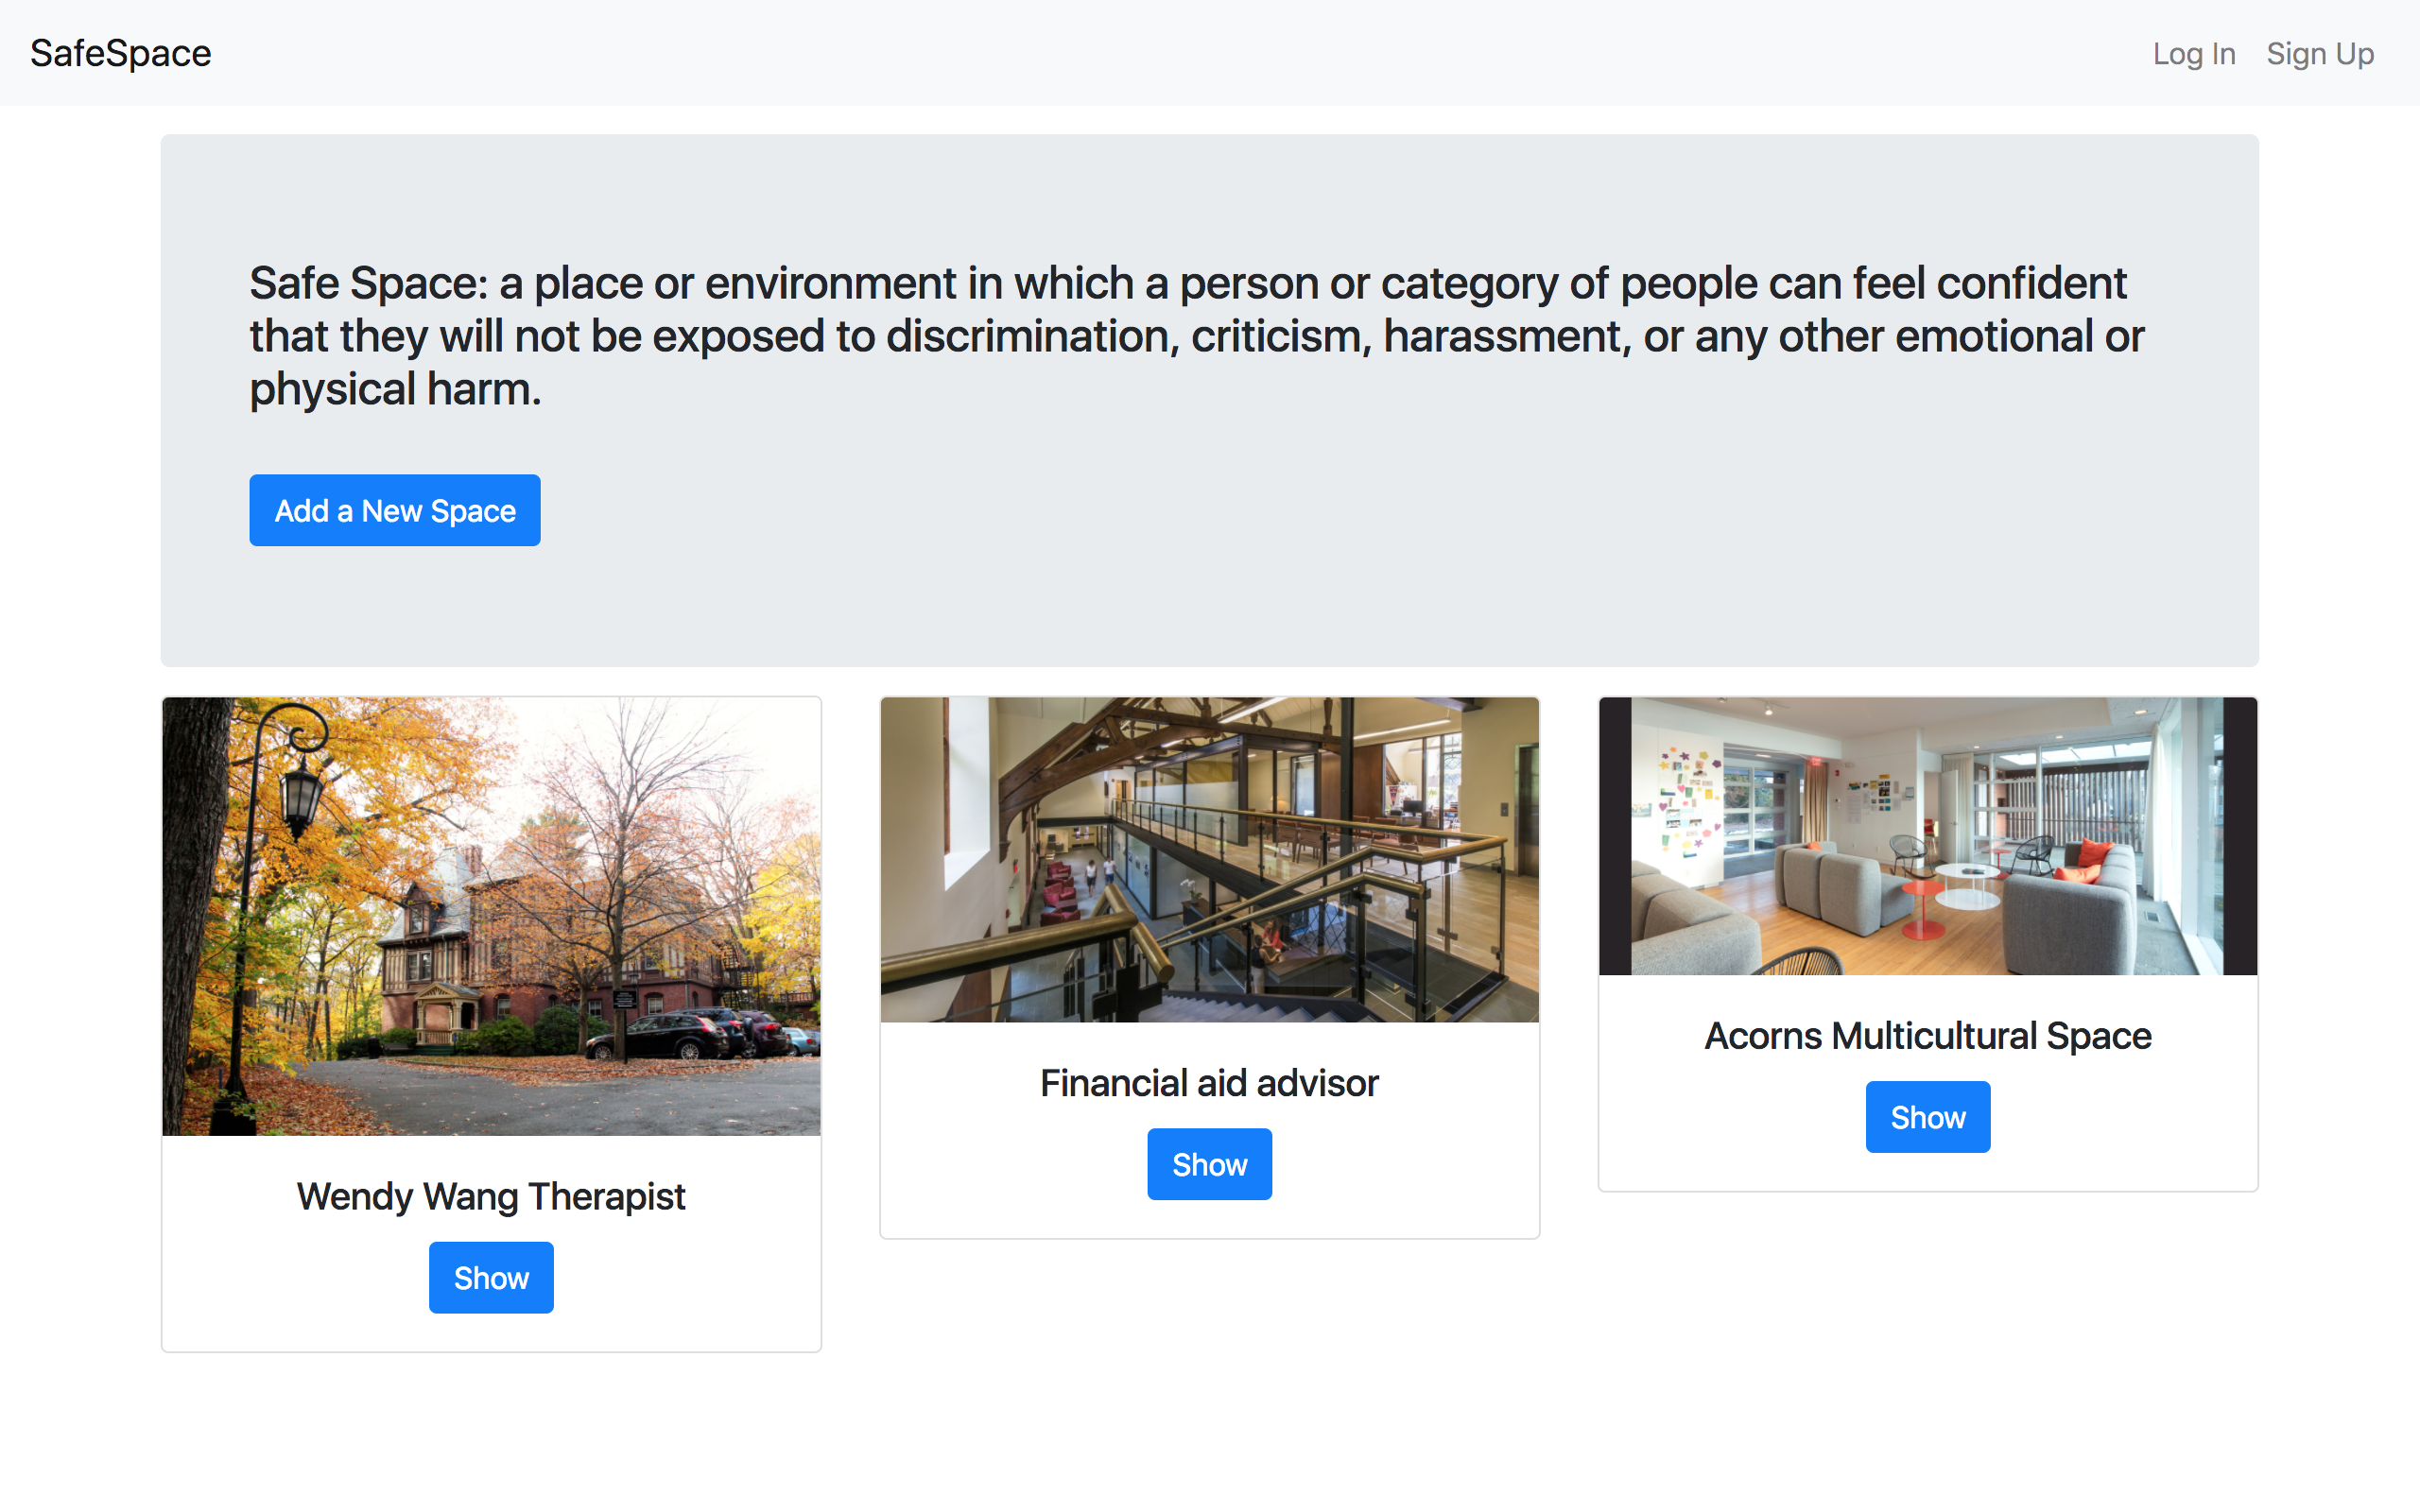 SafeSpace
Log In
Sign Up
Safe Space: a place or environment in which a person or category of people can feel confident
that they will not be exposed to discrimination, criticism, harassment, or any other emotional or
physical harm.
Add a New Space
Wendy Wang Therapist
Show
Financial aid advisor
Show
Acorns Multicultural Space
Show